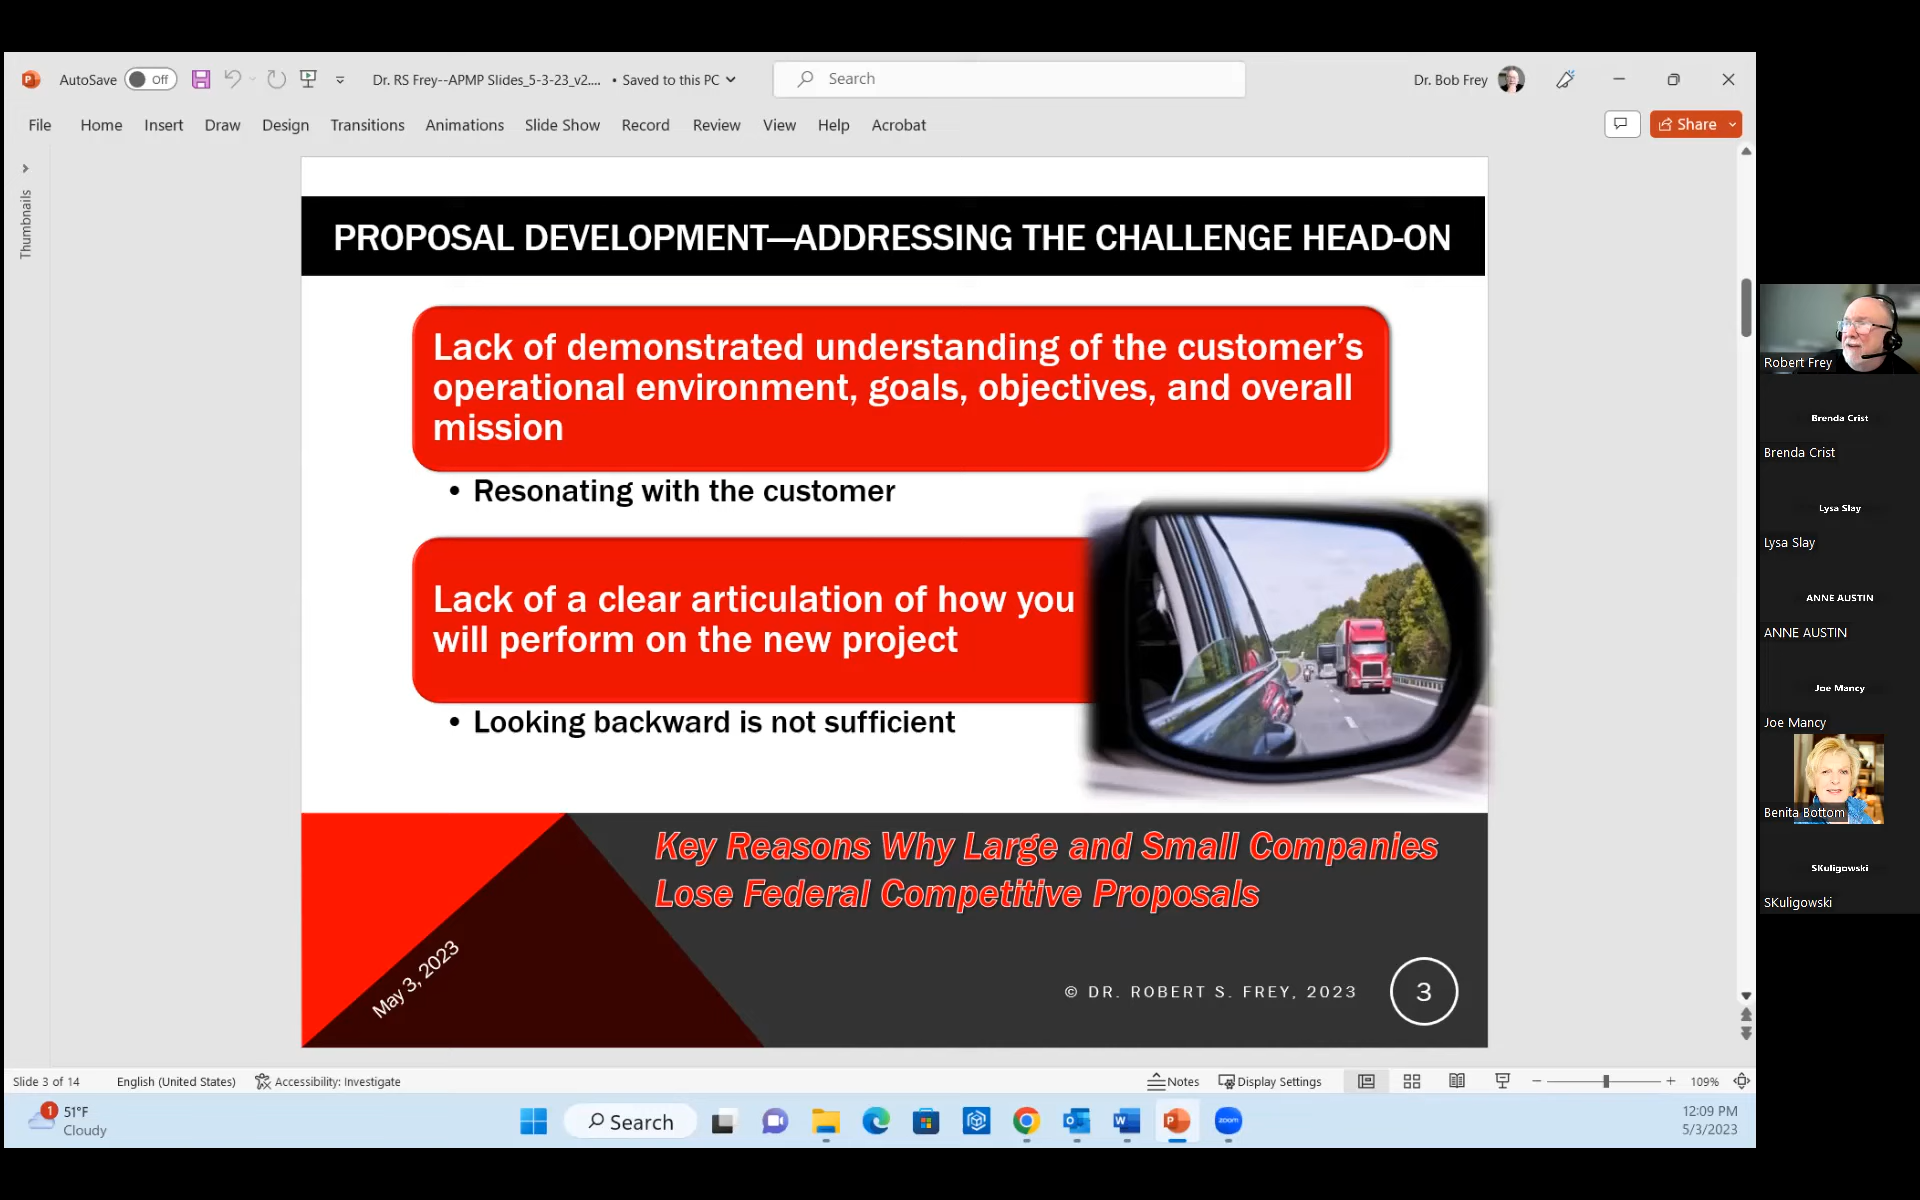 AutoSave Off Dr. RS Frey--APMP Slides_5-3-23_v2.... • Saved to this PC Search Dr. Bob Frey
File Home Insert Draw Design Transitions Animations Slide Show Record Review View Help Acrobat Share
Thumbnails
PROPOSAL DEVELOPMENT—ADDRESSING THE CHALLENGE HEAD-ON
Lack of demonstrated understanding of the customer’s
operational environment, goals, objectives, and overall
mission
• Resonating with the customer
Lack of a clear articulation of how you
will perform on the new project
• Looking backward is not sufficient
Key Reasons Why Large and Small Companies
Lose Federal Competitive Proposals
May 3, 2023
© DR. ROBERT S. FREY, 2023
3
Robert Frey
Brenda Crist
Brenda Crist
Lysa Slay
Lysa Slay
ANNE AUSTIN
ANNE AUSTIN
Joe Mancy
Joe Mancy
Benita Bottom
SKuligowski
SKuligowski
Slide 3 of 14 English (United States) Accessibility: Investigate Notes Display Settings 109%
1
51°F
Cloudy
Search
zoom
12:09 PM
5/3/2023